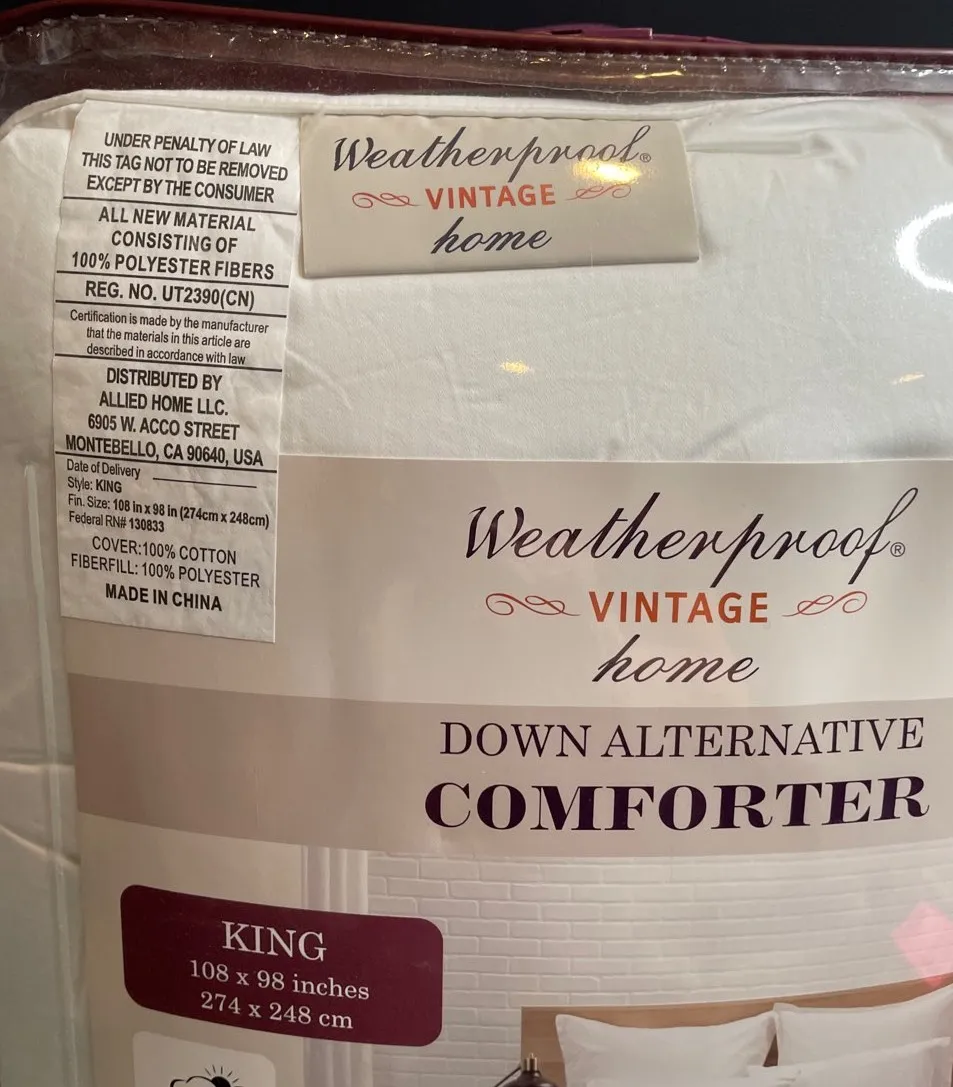 UNDER PENALTY OF LAW
THIS TAG NOT TO BE REMOVED
EXCEPT BY THE CONSUMER
ALL NEW MATERIAL
CONSISTING OF
100% POLYESTER FIBERS
REG. NO. UT2390(CN)
Certification is made by the manufacturer
that the materials in this article are
described in accordance with law
DISTRIBUTED BY
ALLIED HOME LLC.
6905 W. ACCO STREET
MONTEBELLO, CA 90640, USA
Date of Delivery
Style: KING
Fin. Size: 108 in x 98 in (274cm x 248cm)
Federal RN# 130833
COVER:100% COTTON
FIBERFILL: 100% POLYESTER
MADE IN CHINA
Weatherproof®
VINTAGE
home
Weatherproof®
VINTAGE
home
DOWN ALTERNATIVE
COMFORTER
KING
108 x 98 inches
274 x 248 cm